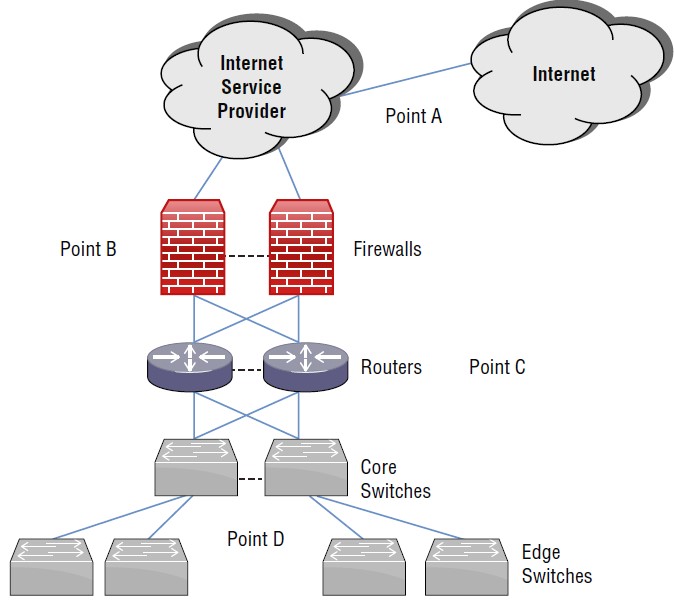 Internet
Service
Provider
Internet
Point A
Point B
Firewalls
Routers
Point C
Core
Switches
Point D
Edge
Switches